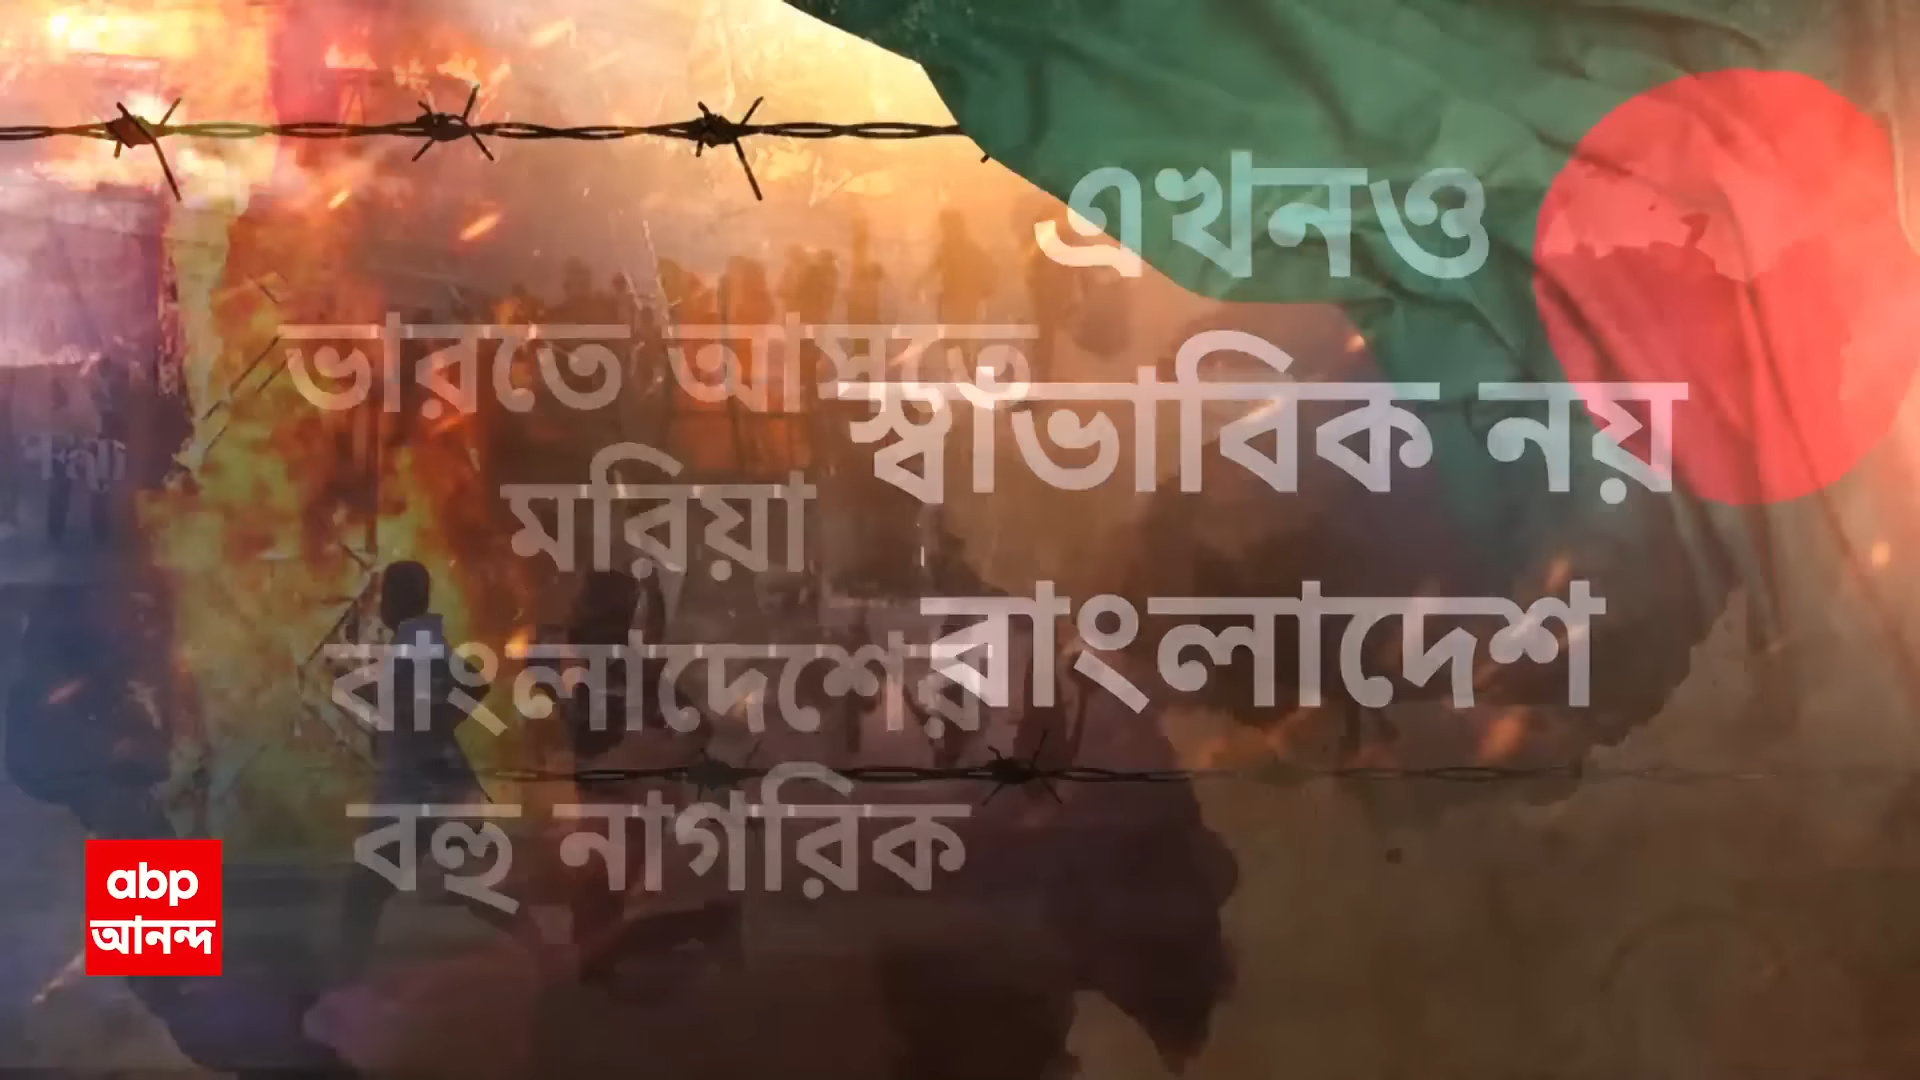 এখনও
স্বাভাবিক নয়
বাংলাদেশ
ভারতে আসতে
মরিয়া
বাংলাদেশের
বহু নাগরিক
abp
আনন্দ